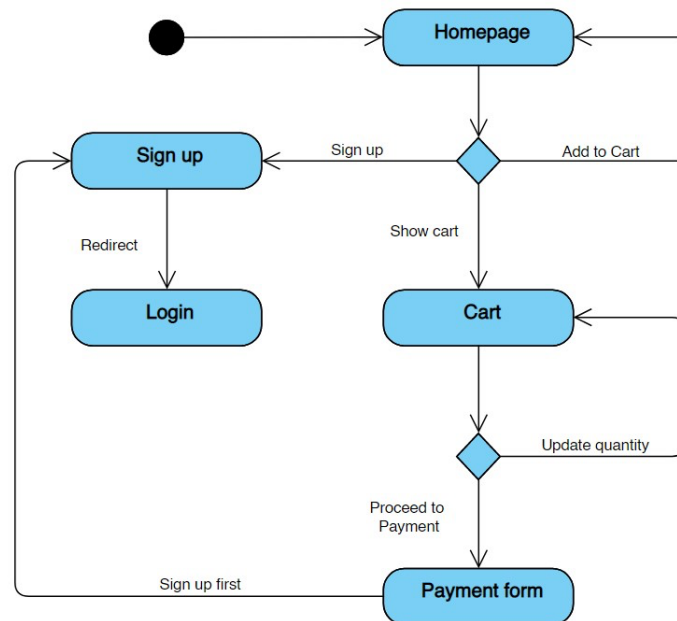 Homepage
Sign up
Sign up
Add to Cart
Show cart
Redirect
Login
Cart
Update quantity
Proceed to
Payment
Sign up first
Payment form